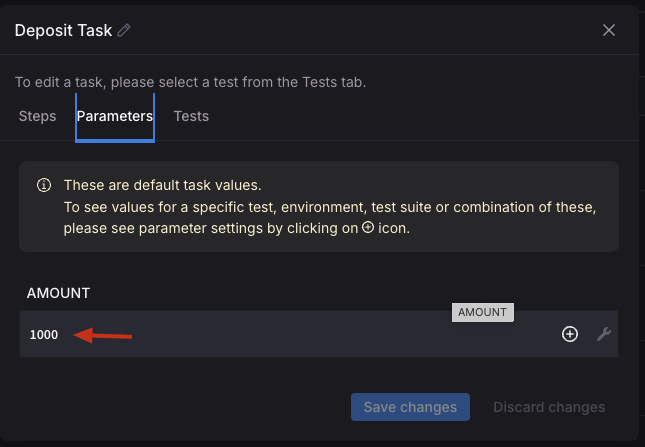 Deposit Task
To edit a task, please select a test from the Tests tab.
Steps Parameters Tests
These are default task values.
To see values for a specific test, environment, test suite or combination of these,
please see parameter settings by clicking on icon.
AMOUNT
AMOUNT
1000
Save changes Discard changes